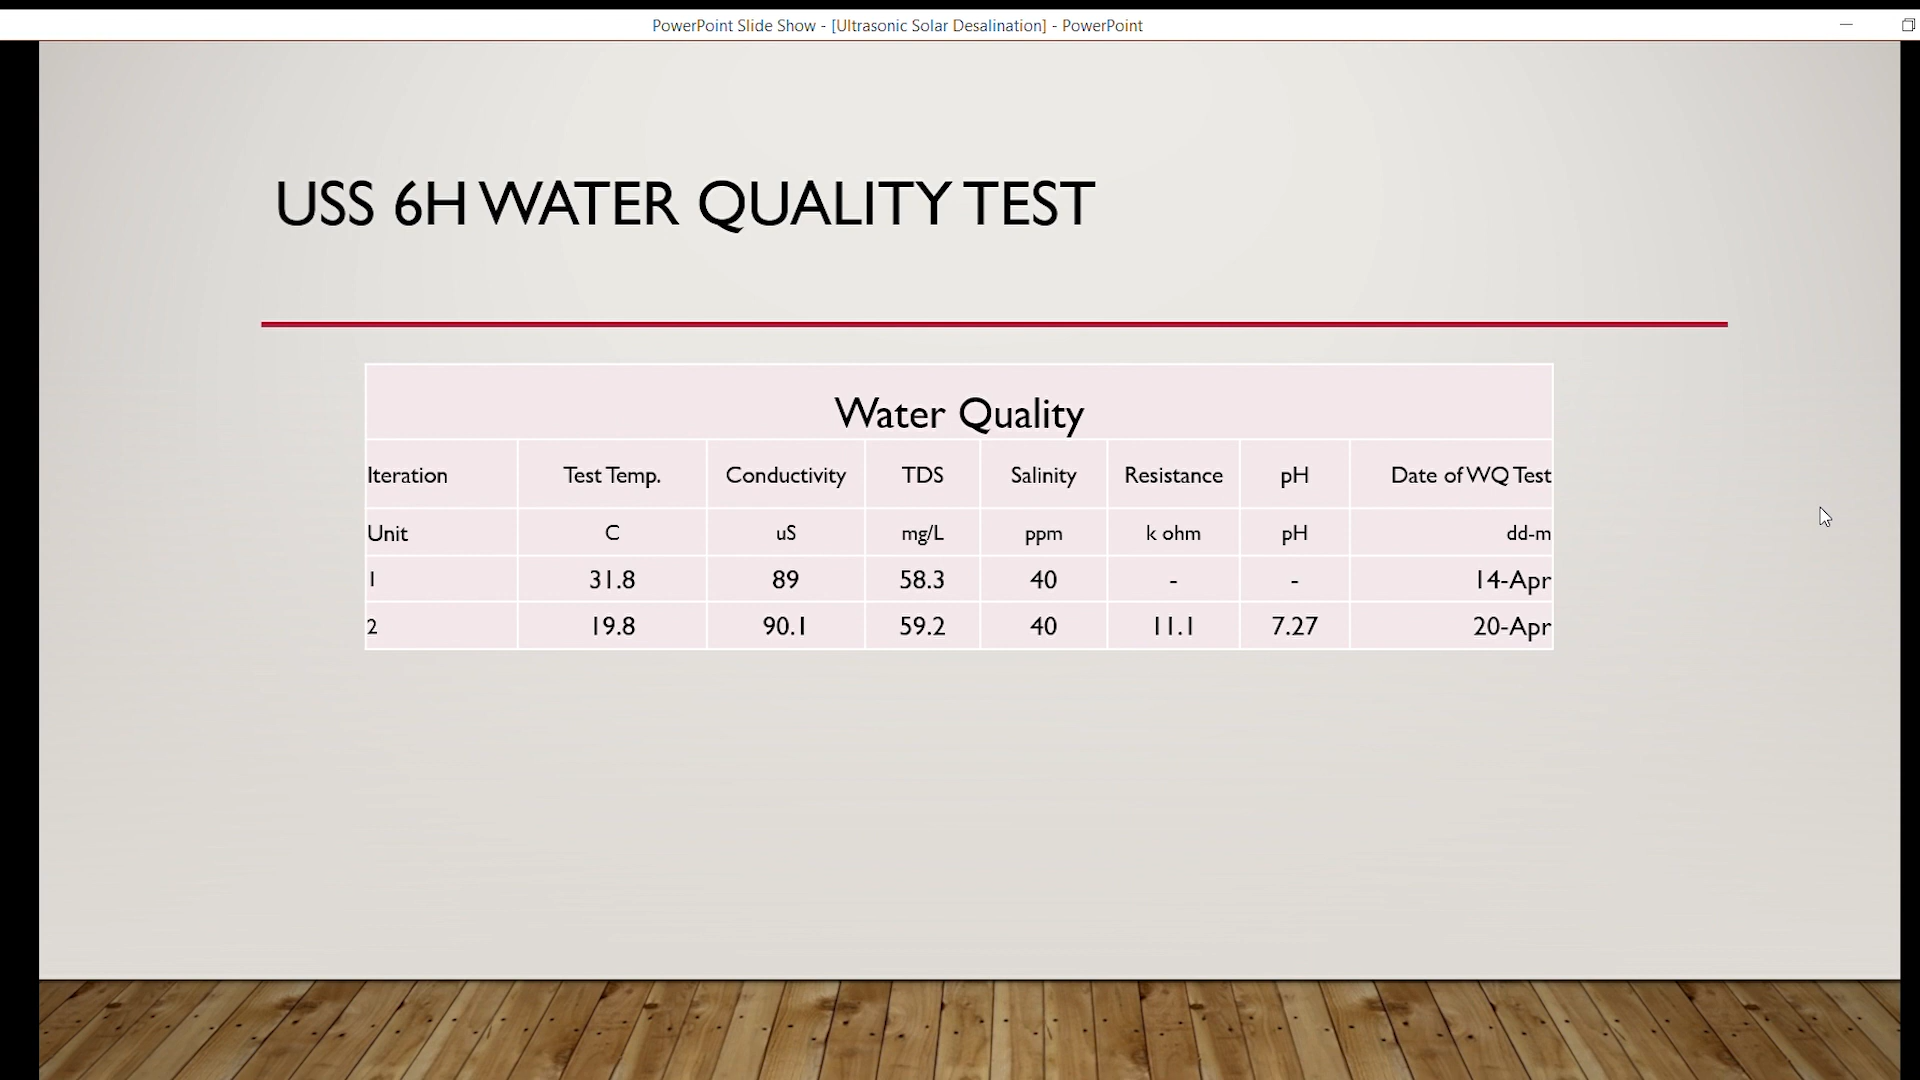 PowerPoint Slide Show - [Ultrasonic Solar Desalination] - PowerPoint
USS 6H WATER QUALITY TEST
Water Quality
Iteration Test Temp. Conductivity TDS Salinity Resistance pH Date of WQ Test
Unit C uS mg/L ppm k ohm pH dd-m
1 31.8 89 58.3 40 - - 14-Apr
2 19.8 90.1 59.2 40 11.1 7.27 20-Apr